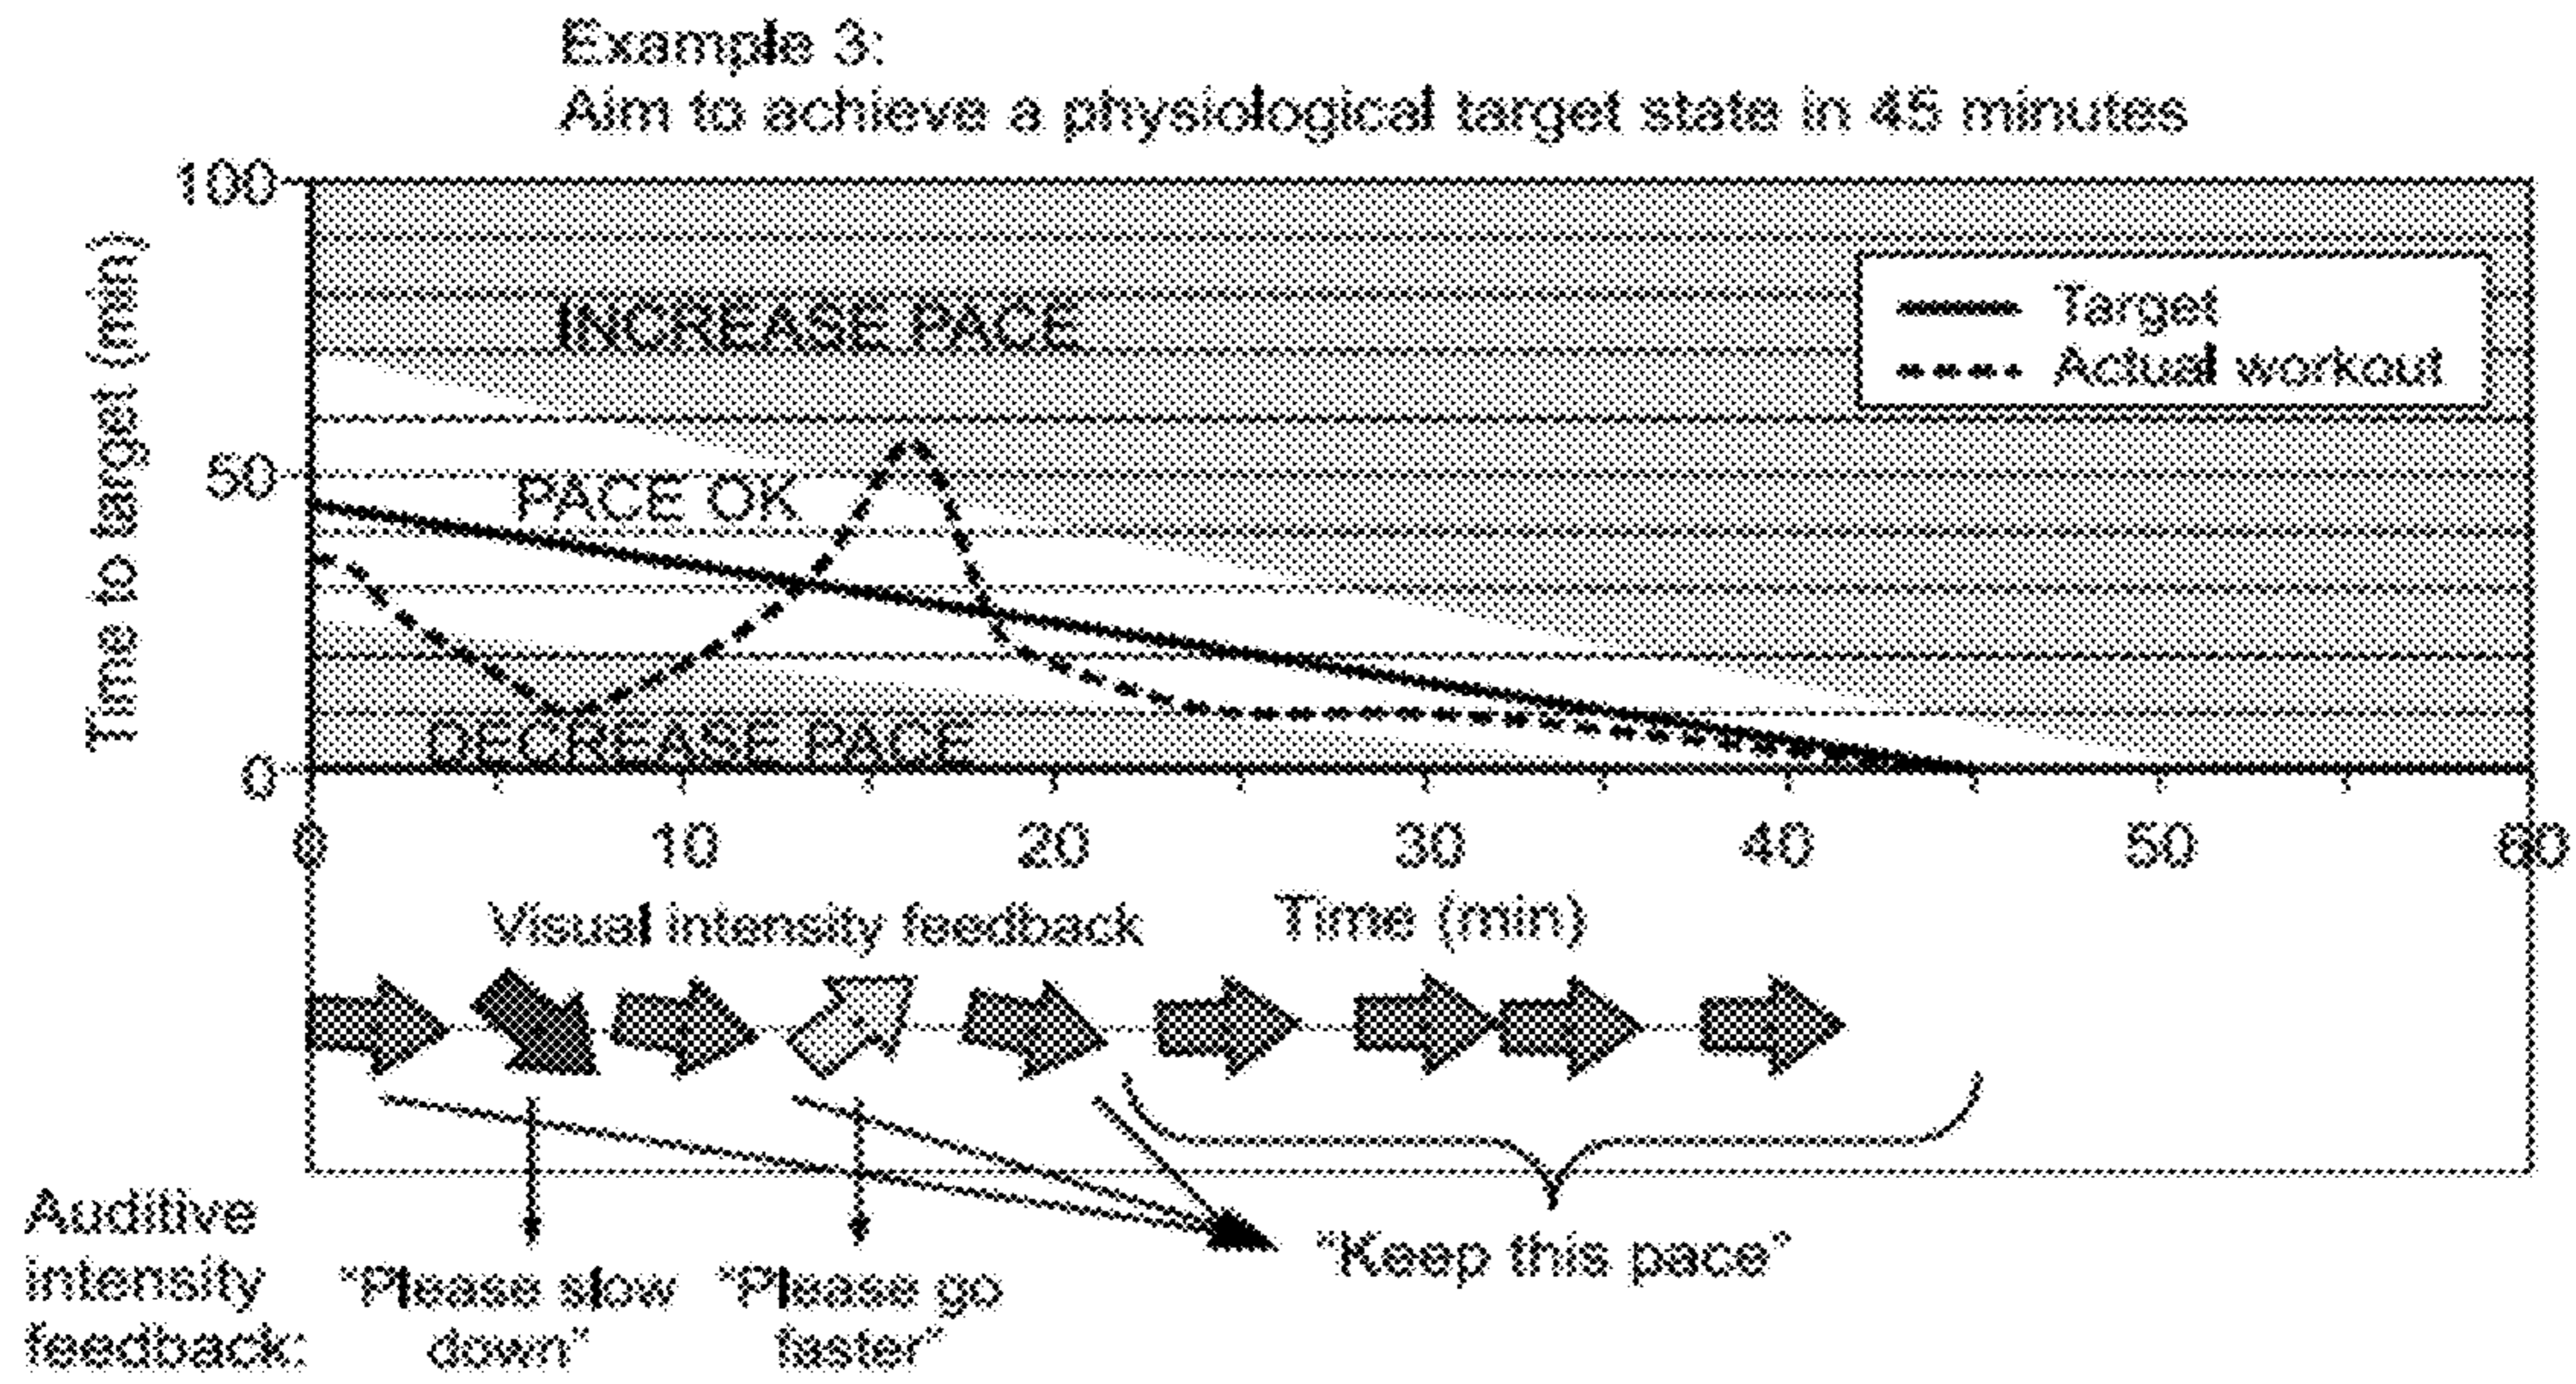 Example 3:
Aim to achieve a physiological target state in 45 minutes
100
INCREASE PACE
Target
Actual workout
Time to target (min)
50
PACE OK
DECREASE PACE
0
0 10 20 30 40 50 60
Visual intensity feedback
Time (min)
Auditive
intensity
feedback:
"Please slow
down"
"Please go
faster"
"Keep this pace"